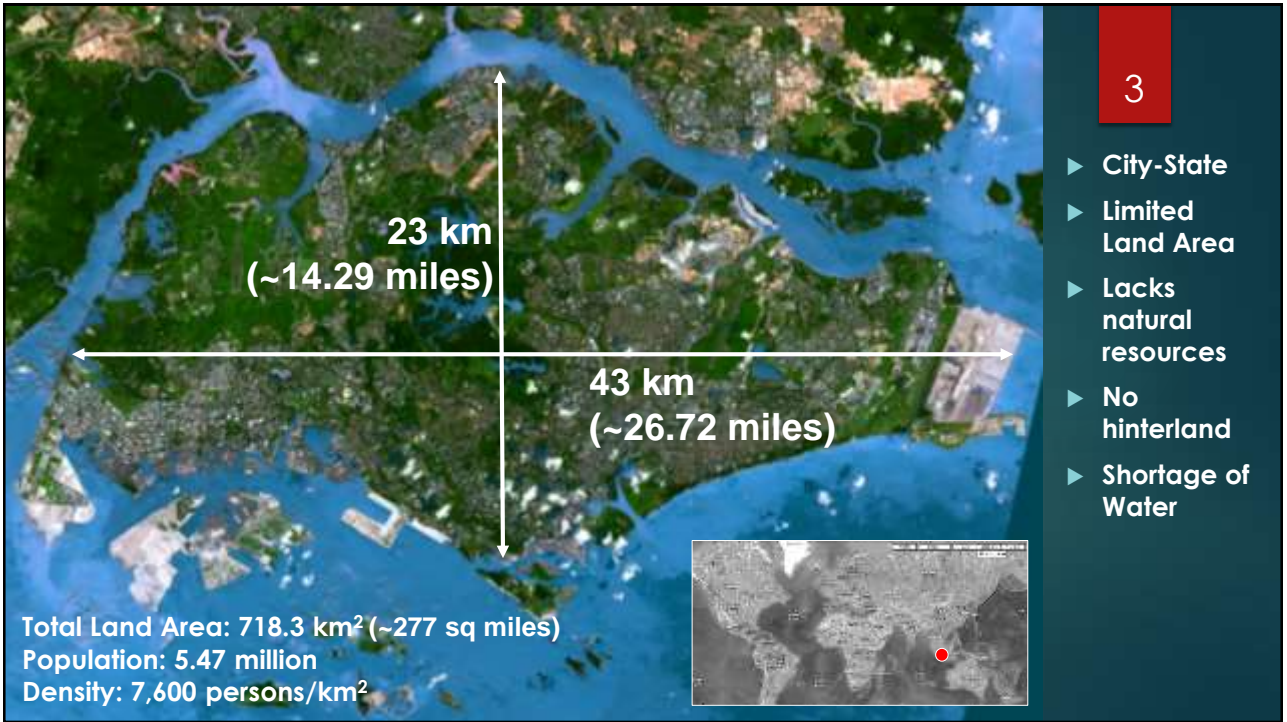 23 km
(~14.29 miles)
43 km
(~26.72 miles)
Total Land Area: 718.3 km² (~277 sq miles)
Population: 5.47 million
Density: 7,600 persons/km²
3
City-State
Limited
Land Area
Lacks
natural
resources
No
hinterland
Shortage of
Water